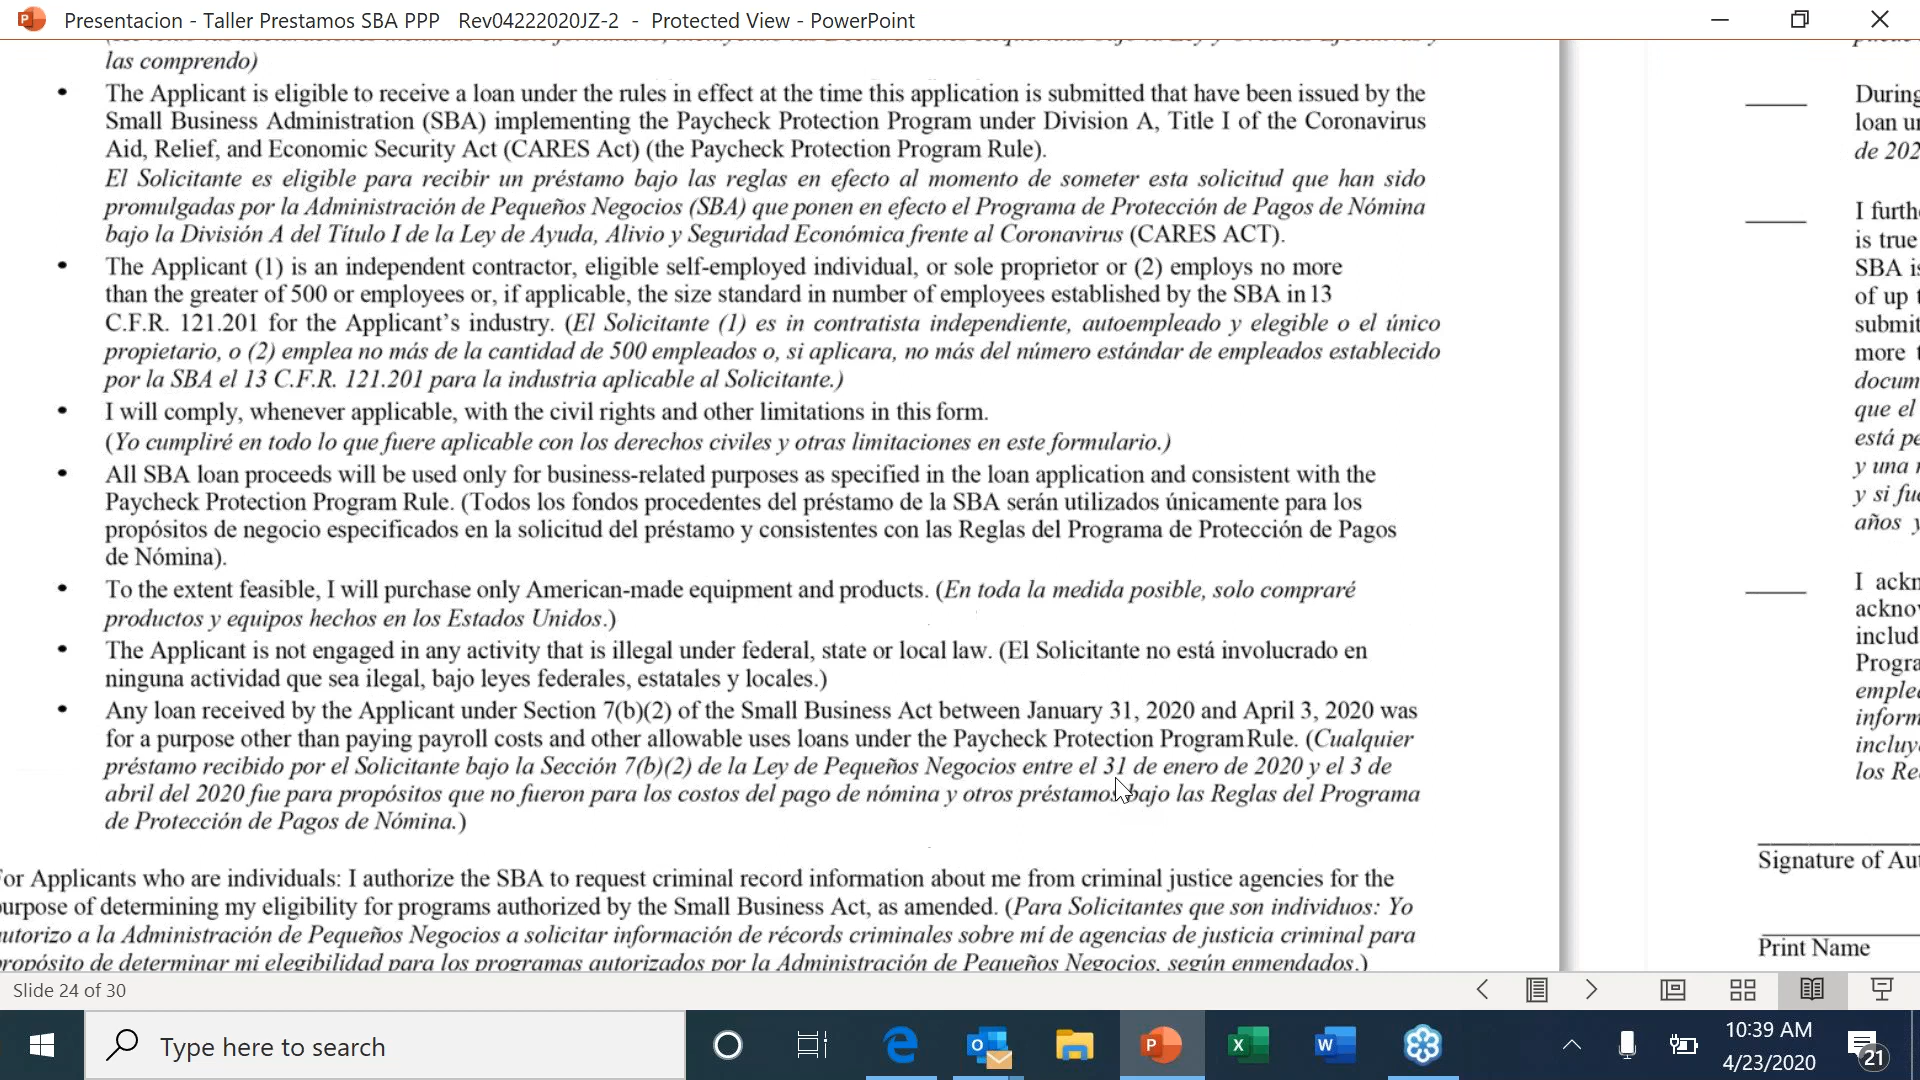 Presentacion - Taller Prestamos SBA PPP Rev04222020JZ-2 - Protected View - PowerPoint
las comprendo)
• The Applicant is eligible to receive a loan under the rules in effect at the time this application is submitted that have been issued by the
Small Business Administration (SBA) implementing the Paycheck Protection Program under Division A, Title I of the Coronavirus
Aid, Relief, and Economic Security Act (CARES Act) (the Paycheck Protection Program Rule).
El Solicitante es eligible para recibir un préstamo bajo las reglas en efecto al momento de someter esta solicitud que han sido
promulgadas por la Administración de Pequeños Negocios (SBA) que ponen en efecto el Programa de Protección de Pagos de Nómina
bajo la División A del Título I de la Ley de Ayuda, Alivio y Seguridad Económica frente al Coronavirus (CARES ACT).
• The Applicant (1) is an independent contractor, eligible self-employed individual, or sole proprietor or (2) employs no more
than the greater of 500 or employees or, if applicable, the size standard in number of employees established by the SBA in 13
C.F.R. 121.201 for the Applicant's industry. (El Solicitante (1) es in contratista independiente, autoempleado y elegible o el único
propietario, o (2) emplea no más de la cantidad de 500 empleados o, si aplicara, no más del número estándar de empleados establecido
por la SBA el 13 C.F.R. 121.201 para la industria aplicable al Solicitante.)
• I will comply, whenever applicable, with the civil rights and other limitations in this form.
(Yo cumpliré en todo lo que fuere aplicable con los derechos civiles y otras limitaciones en este formulario.)
• All SBA loan proceeds will be used only for business-related purposes as specified in the loan application and consistent with the
Paycheck Protection Program Rule. (Todos los fondos procedentes del préstamo de la SBA serán utilizados únicamente para los
propósitos de negocio especificados en la solicitud del préstamo y consistentes con las Reglas del Programa de Protección de Pagos
de Nómina).
• To the extent feasible, I will purchase only American-made equipment and products. (En toda la medida posible, solo compraré
productos y equipos hechos en los Estados Unidos.)
• The Applicant is not engaged in any activity that is illegal under federal, state or local law. (El Solicitante no está involucrado en
ninguna actividad que sea ilegal, bajo leyes federales, estatales y locales.)
• Any loan received by the Applicant under Section 7(b)(2) of the Small Business Act between January 31, 2020 and April 3, 2020 was
for a purpose other than paying payroll costs and other allowable uses loans under the Paycheck Protection Program Rule. (Cualquier
préstamo recibido por el Solicitante bajo la Sección 7(b)(2) de la Ley de Pequeños Negocios entre el 31 de enero de 2020 y el 3 de
abril del 2020 fue para propósitos que no fueron para los costos del pago de nómina y otros préstamos bajo las Reglas del Programa
de Protección de Pagos de Nómina.)
or Applicants who are individuals: I authorize the SBA to request criminal record information about me from criminal justice agencies for the
urpose of determining my eligibility for programs authorized by the Small Business Act, as amended. (Para Solicitantes que son individuos: Yo
utorizo a la Administración de Pequeños Negocios a solicitar información de récords criminales sobre mí de agencias de justicia criminal para
ropósito de determinar mi elegibilidad para los programas autorizados por la Administración de Pequeños Negocios, según enmendados.)
During
loan un
de 202
I furthe
is true
SBA is
of up t
submit
more t
docum
que el
está pe
y una
y si fue
años y
I ackn
acknow
includ
Progra
emplea
inform
incluye
los Re
Signature of Aut
Print Name
Slide 24 of 30
Type here to search
10:39 AM
4/23/2020
21